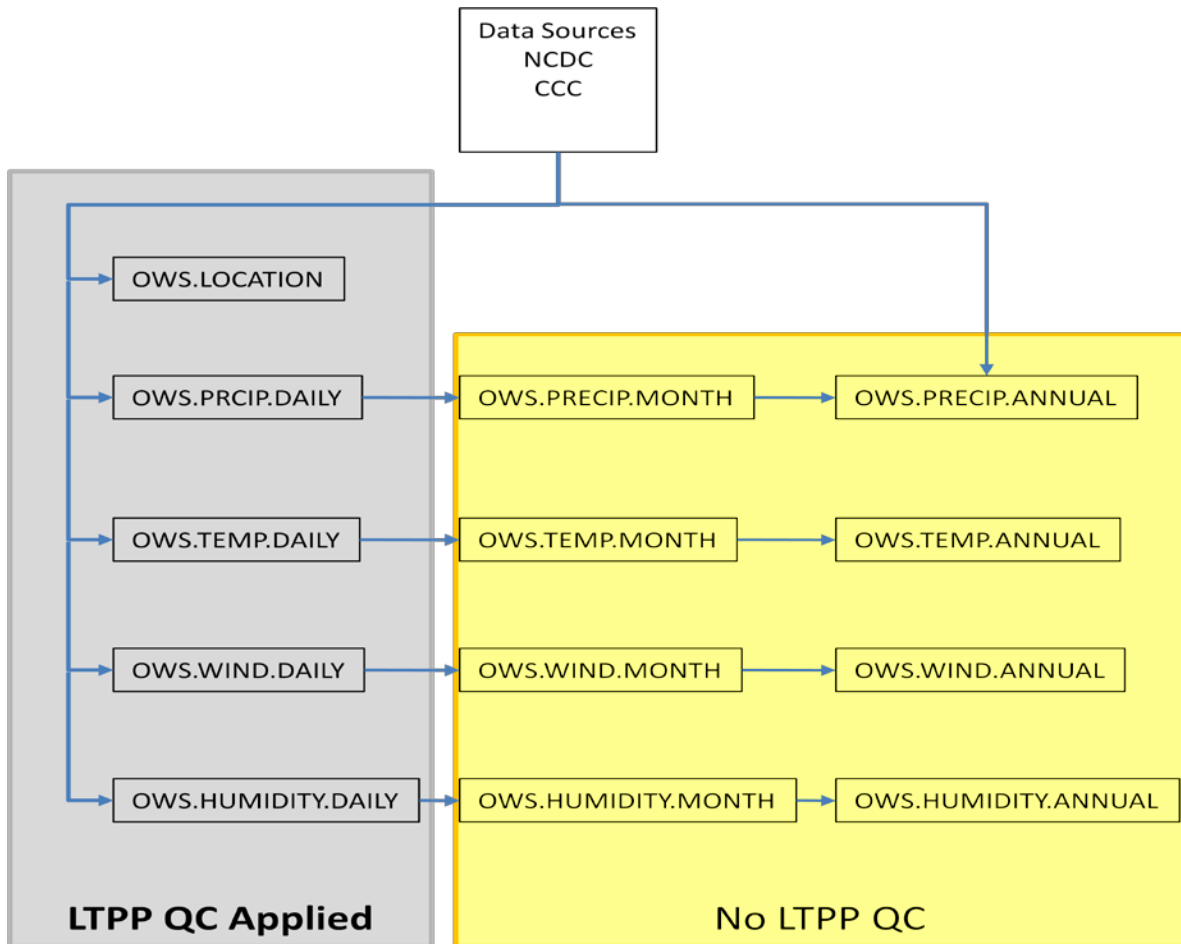 Data Sources
NCDC
CCC
OWS.LOCATION
OWS.PRCIP.DAILY
OWS.PRECIP.MONTH
OWS.PRECIP.ANNUAL
OWS.TEMP.DAILY
OWS.TEMP.MONTH
OWS.TEMP.ANNUAL
OWS.WIND.DAILY
OWS.WIND.MONTH
OWS.WIND.ANNUAL
OWS.HUMIDITY.DAILY
OWS.HUMIDITY.MONTH
OWS.HUMIDITY.ANNUAL
LTPP QC Applied
No LTPP QC